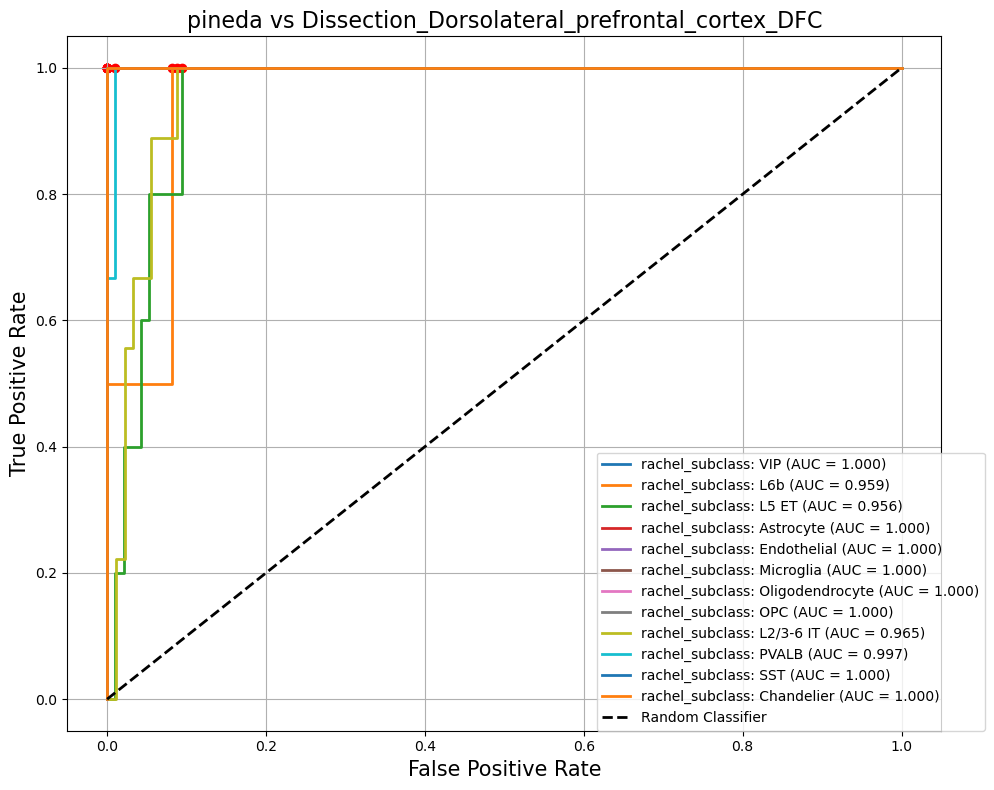 pineda vs Dissection_Dorsolateral_prefrontal_cortex_DFC
True Positive Rate
1.0
0.8
0.6
0.4
0.2
0.0
rachel_subclass: VIP (AUC = 1.000)
rachel_subclass: L6b (AUC = 0.959)
rachel_subclass: L5 ET (AUC = 0.956)
rachel_subclass: Astrocyte (AUC = 1.000)
rachel_subclass: Endothelial (AUC = 1.000)
rachel_subclass: Microglia (AUC = 1.000)
rachel_subclass: Oligodendrocyte (AUC = 1.000)
rachel_subclass: OPC (AUC = 1.000)
rachel_subclass: L2/3-6 IT (AUC = 0.965)
rachel_subclass: PVALB (AUC = 0.997)
rachel_subclass: SST (AUC = 1.000)
rachel_subclass: Chandelier (AUC = 1.000)
Random Classifier
0.0 0.2 0.4 0.6 0.8 1.0
False Positive Rate